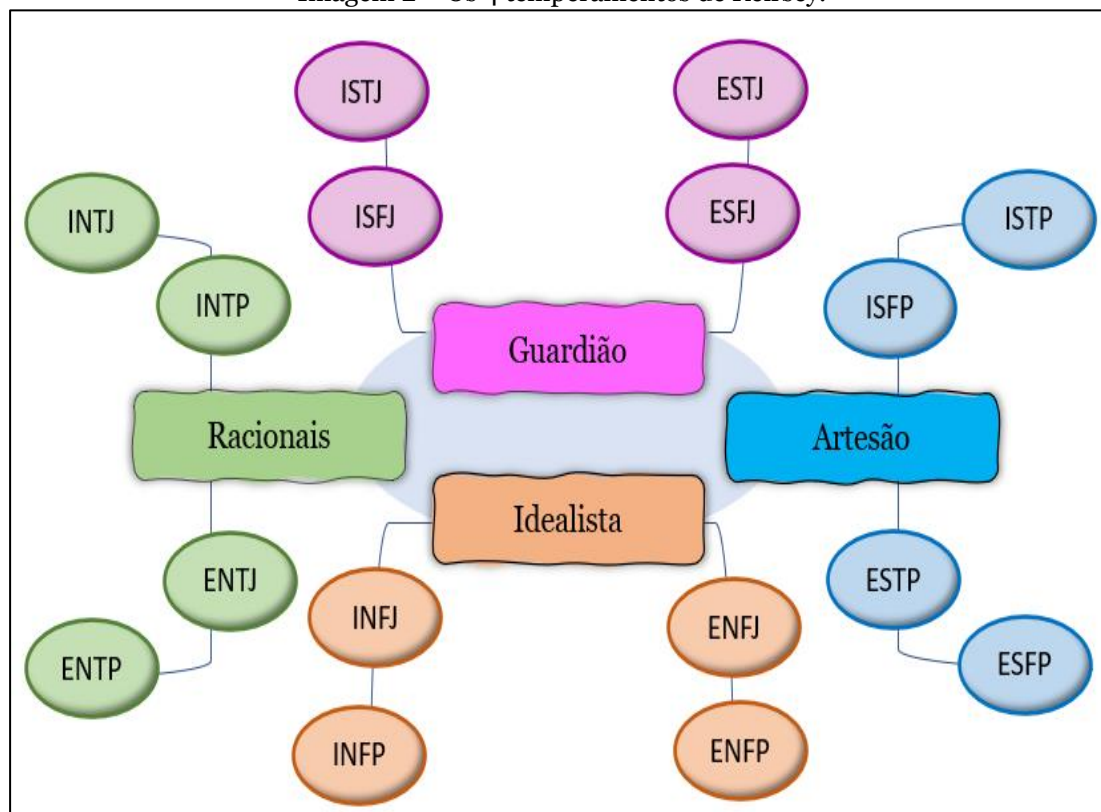 ISTJ
ESTJ
ISFJ
ESFJ
INTJ
ISTP
INTP
ISFP
Guardião
Racionais
Artesão
Idealista
ENTJ
ESTP
INFJ
ENFJ
ENTP
ESFP
INFP
ENFP